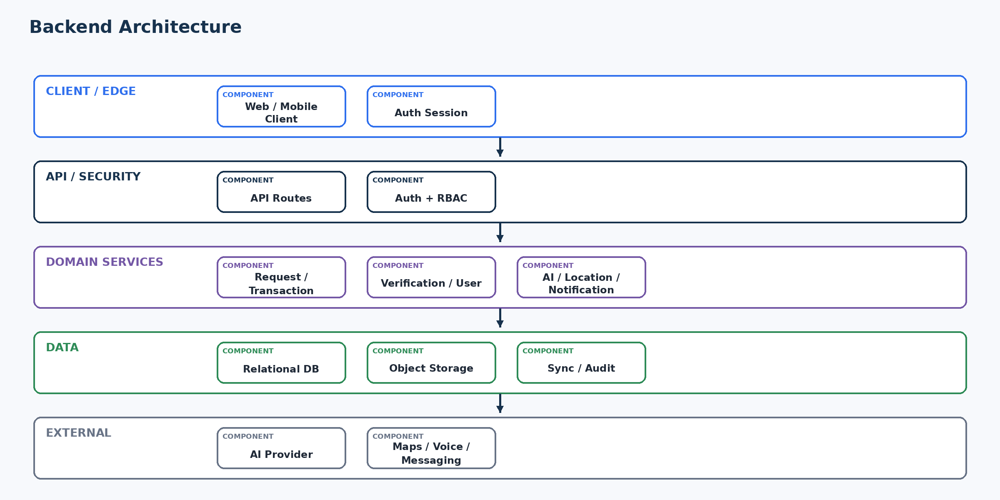 Backend Architecture
CLIENT / EDGE
COMPONENT
Web / Mobile
Client
COMPONENT
Auth Session
API / SECURITY
COMPONENT
API Routes
COMPONENT
Auth + RBAC
DOMAIN SERVICES
COMPONENT
Request /
Transaction
COMPONENT
Verification / User
COMPONENT
AI / Location /
Notification
DATA
COMPONENT
Relational DB
COMPONENT
Object Storage
COMPONENT
Sync / Audit
EXTERNAL
COMPONENT
AI Provider
COMPONENT
Maps / Voice /
Messaging